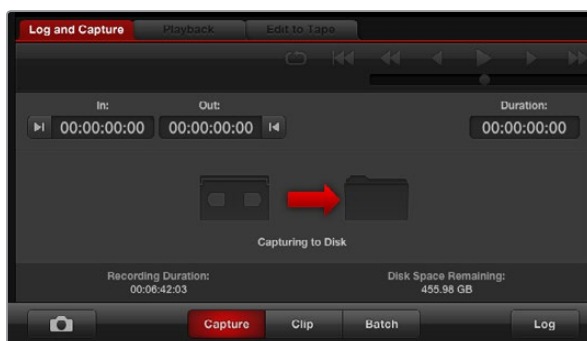 Log and Capture Playback Edit to Tape
In: Out: Duration:
00:00:00:00 00:00:00:00 00:00:00:00
Capturing to Disk
Recording Duration: Disk Space Remaining:
00:06:42:03 455.98 GB
Capture Clip Batch Log